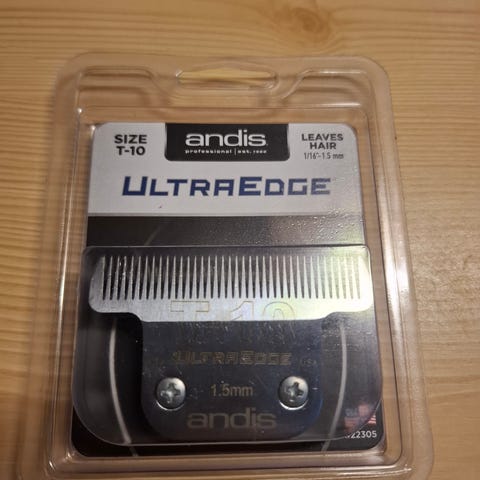 SIZE
T-10
andis
professional | est. 1922
LEAVES
HAIR
1/16"-1.5 mm
ULTRAEDGE
T-10
ULTRAEDGE
1.5mm
andis
22305